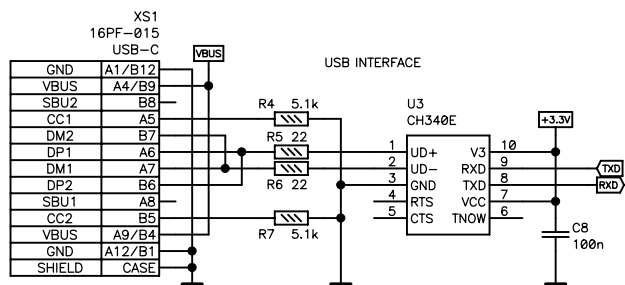 XS1
16PF-015
USB-C
VBUS
USB INTERFACE
GND A1/B12
VBUS A4/B9
SBU2 B8
CC1 A5
DM2 B7
DP1 A6
DM1 A7
DP2 B6
SBU1 A8
CC2 B5
VBUS A9/B4
GND A12/B1
SHIELD CASE
R4 5.1k
R5 22
R6 22
R7 5.1k
U3
CH340E
1 UD+ V3 10
2 UD- RXD 9
3 GND TXD 8
4 RTS VCC 7
5 CTS TNOW 6
+3.3V
TXD
RXD
C8
100n